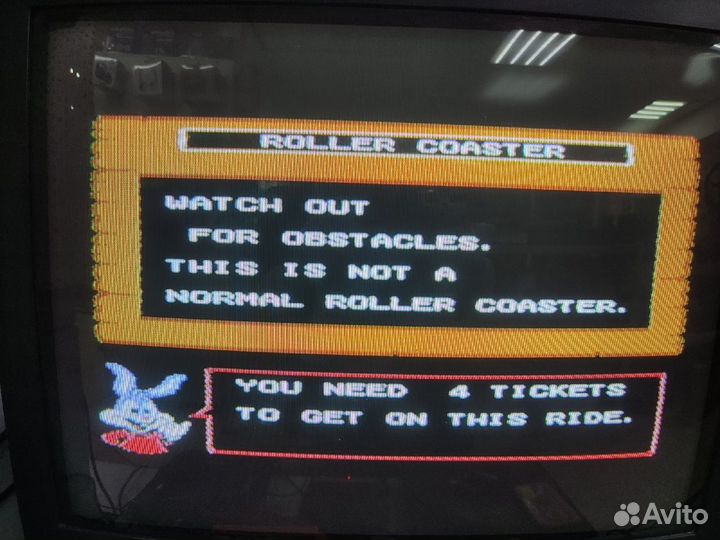 ROLLER COASTER
WATCH OUT
FOR OBSTACLES.
THIS IS NOT A
NORMAL ROLLER COASTER.
YOU NEED 4 TICKETS
TO GET ON THIS RIDE.
Avito